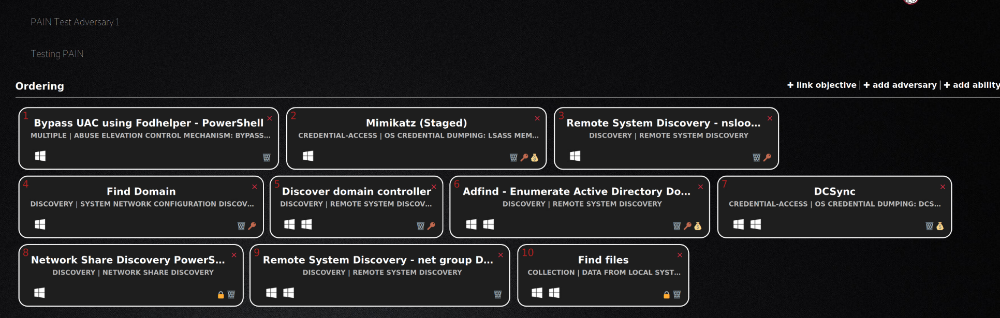 PAIN Test Adversary 1
Testing PAIN
Ordering
+ link objective | + add adversary | + add ability
1
Bypass UAC using Fodhelper - PowerShell
×
MULTIPLE | ABUSE ELEVATION CONTROL MECHANISM: BYPASS...
2
Mimikatz (Staged)
×
CREDENTIAL-ACCESS | OS CREDENTIAL DUMPING: LSASS MEM...
3
Remote System Discovery - nsloo...
×
DISCOVERY | REMOTE SYSTEM DISCOVERY
4
Find Domain
×
DISCOVERY | SYSTEM NETWORK CONFIGURATION DISCOV...
5
Discover domain controller
×
DISCOVERY | REMOTE SYSTEM DISCOV...
6
Adfind - Enumerate Active Directory Do...
×
DISCOVERY | REMOTE SYSTEM DISCOVERY
7
DCSync
×
CREDENTIAL-ACCESS | OS CREDENTIAL DUMPING: DCS...
8
Network Share Discovery PowerS...
×
DISCOVERY | NETWORK SHARE DISCOVERY
9
Remote System Discovery - net group D...
×
DISCOVERY | REMOTE SYSTEM DISCOVERY
10
Find files
×
COLLECTION | DATA FROM LOCAL SYST...